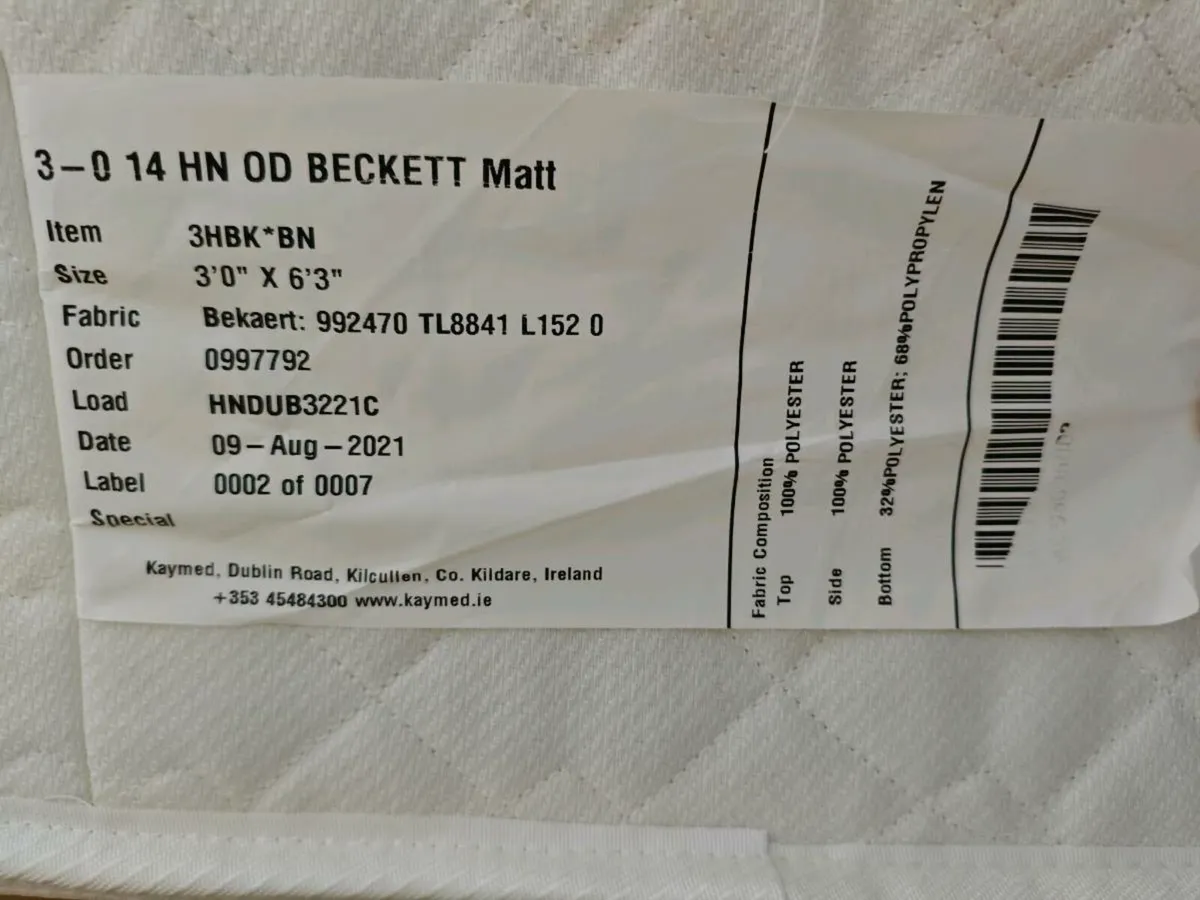 3-0 14 HN OD BECKETT Matt
Item 3HBK*BN
Size 3'0" X 6'3"
Fabric Bekaert: 992470 TL8841 L152 0
Order 0997792
Load HNDUB3221C
Date 09-Aug-2021
Label 0002 of 0007
Special
Kaymed, Dublin Road, Kilcullen, Co. Kildare, Ireland
+353 45484300 www.kaymed.ie
Fabric Composition
Top 100% POLYESTER
Side 100% POLYESTER
Bottom 32%POLYESTER; 68%POLYPROPYLEN